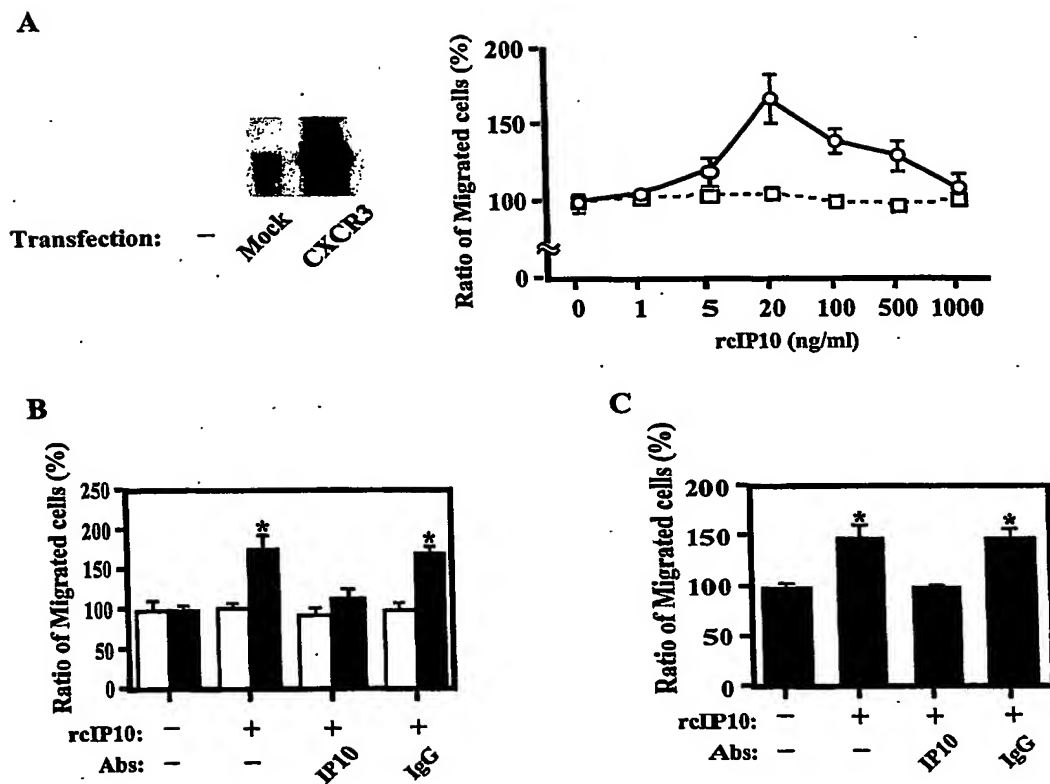 A
Transfection: – Mock CXCR3
Ratio of Migrated cells (%)
200
150
100
0
0 1 5 20 100 500 1000
rcIP10 (ng/ml)
B
Ratio of Migrated cells (%)
250
200
150
100
50
0
* *
rcIP10: – + + +
Abs: – – IP10 IgG
C
Ratio of Migrated cells (%)
200
150
100
50
0
* *
rcIP10: – + + +
Abs: – – IP10 IgG